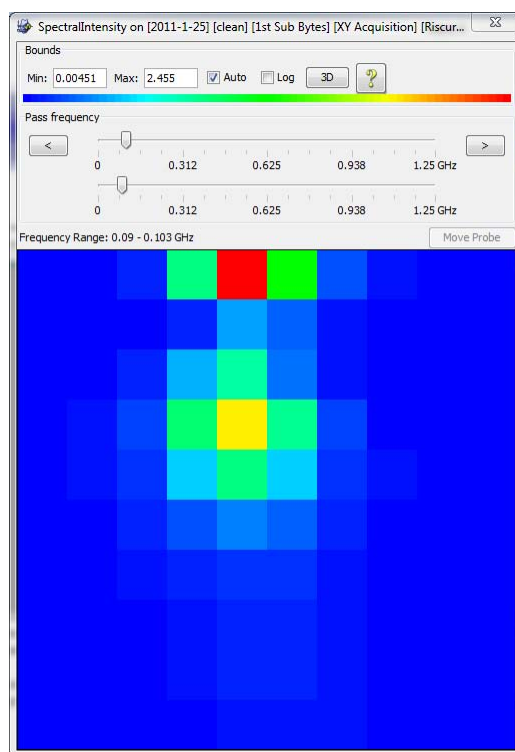 SpectralIntensity on [2011-1-25] [clean] [1st Sub Bytes] [XY Acquisition] [Riscur...
Bounds
Min: 0.00451 Max: 2.455 Auto Log 3D ?
Pass frequency
< >
0 0.312 0.625 0.938 1.25 GHz
0 0.312 0.625 0.938 1.25 GHz
Frequency Range: 0.09 - 0.103 GHz Move Probe